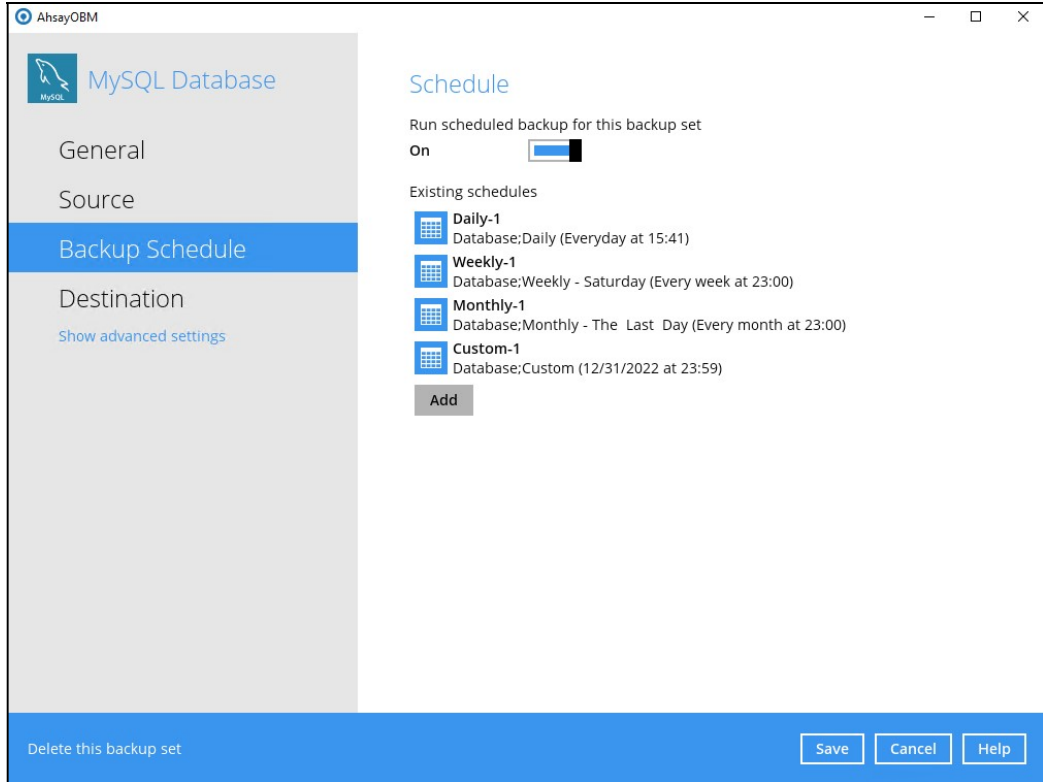 AhsayOBM
MySQL
MySQL Database
General
Source
Backup Schedule
Destination
Show advanced settings
Schedule
Run scheduled backup for this backup set
On
Existing schedules
Daily-1
Database;Daily (Everyday at 15:41)
Weekly-1
Database;Weekly - Saturday (Every week at 23:00)
Monthly-1
Database;Monthly - The  Last  Day (Every month at 23:00)
Custom-1
Database;Custom (12/31/2022 at 23:59)
Add
Delete this backup set
Save
Cancel
Help